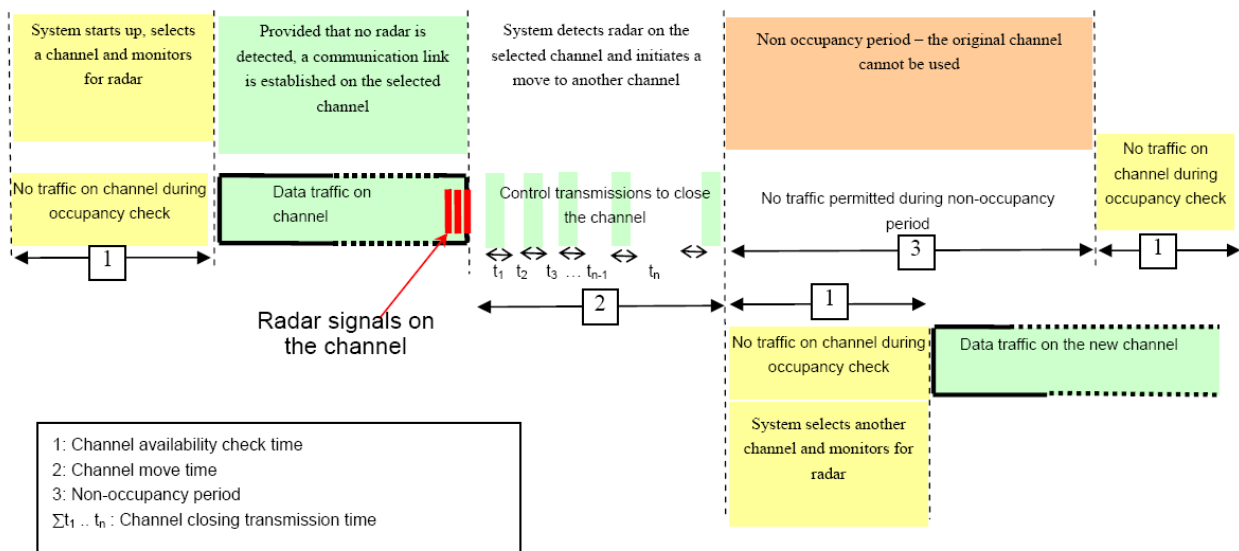 System starts up, selects
a channel and monitors
for radar
Provided that no radar is
detected, a communication link
is established on the selected
channel
System detects radar on the
selected channel and initiates a
move to another channel
Non occupancy period – the original channel
cannot be used
No traffic on channel during
occupancy check
Data traffic on
channel
Control transmissions to close
the channel
No traffic permitted during non-occupancy
period
No traffic on
channel during
occupancy check
1
t₁ t₂ t₃ ... tₙ₋₁ tₙ
3
1
2
1
Radar signals on
the channel
No traffic on channel during
occupancy check
Data traffic on the new channel
System selects another
channel and monitors for
radar
1: Channel availability check time
2: Channel move time
3: Non-occupancy period
∑t₁ .. tₙ : Channel closing transmission time